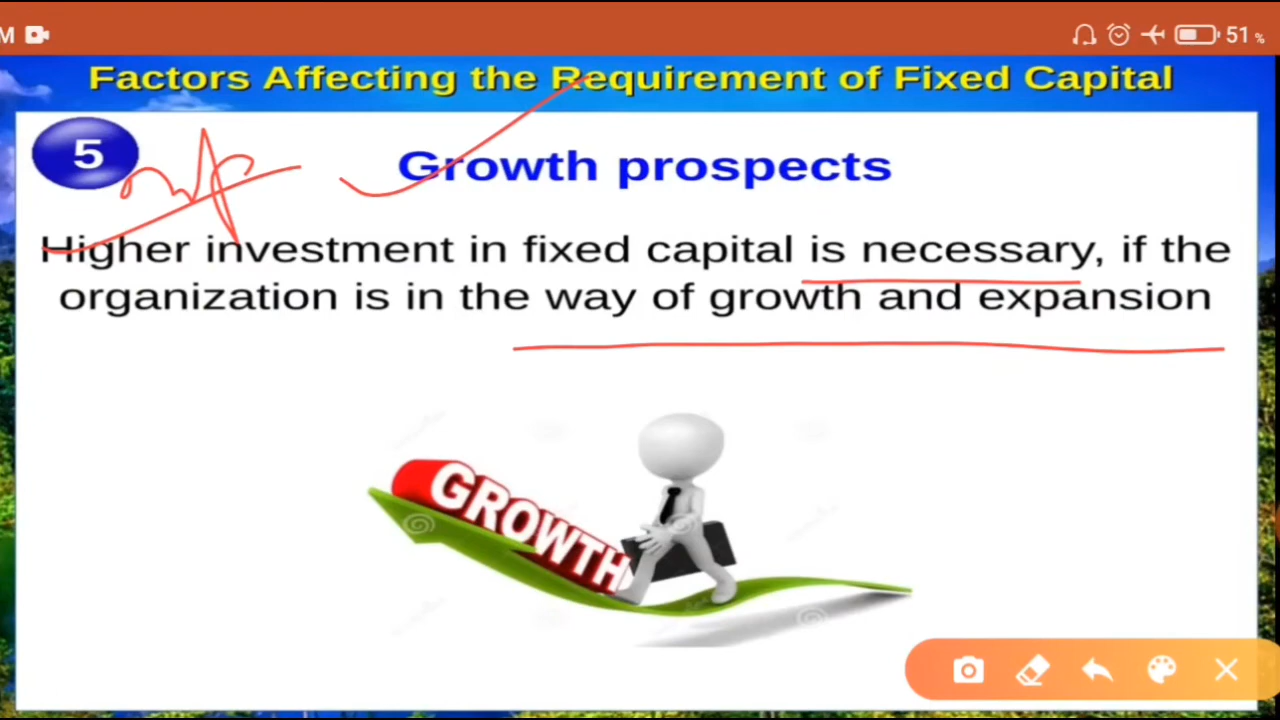 M 51 %
Factors Affecting the Requirement of Fixed Capital
5
Growth prospects
Higher investment in fixed capital is necessary, if the
organization is in the way of growth and expansion
GROWTH